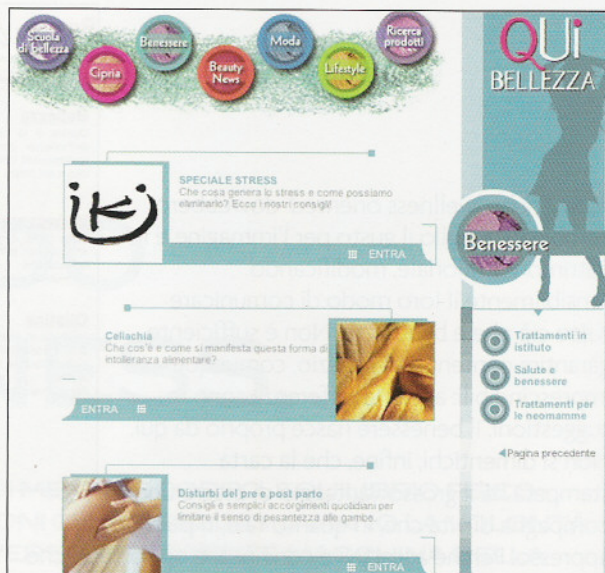 Scuola
di bellezza
Cipria
Benessere
Beauty
News
Moda
Lifestyle
Ricerca
prodotti
QUi
BELLEZZA
iki
SPECIALE STRESS
Che cosa genera lo stress e come possiamo
eliminarlo? Ecco i nostri consigli!
ENTRA
Benessere
Celiachia
Che cos'è e come si manifesta questa forma di
intolleranza alimentare?
ENTRA
Trattamenti in
istituto
Salute e
benessere
Trattamenti per
le neomamme
Pagina precedente
Disturbi del pre e post parto
Consigli e semplici accorgimenti quotidiani per
limitare il senso di pesantezza alle gambe.
ENTRA